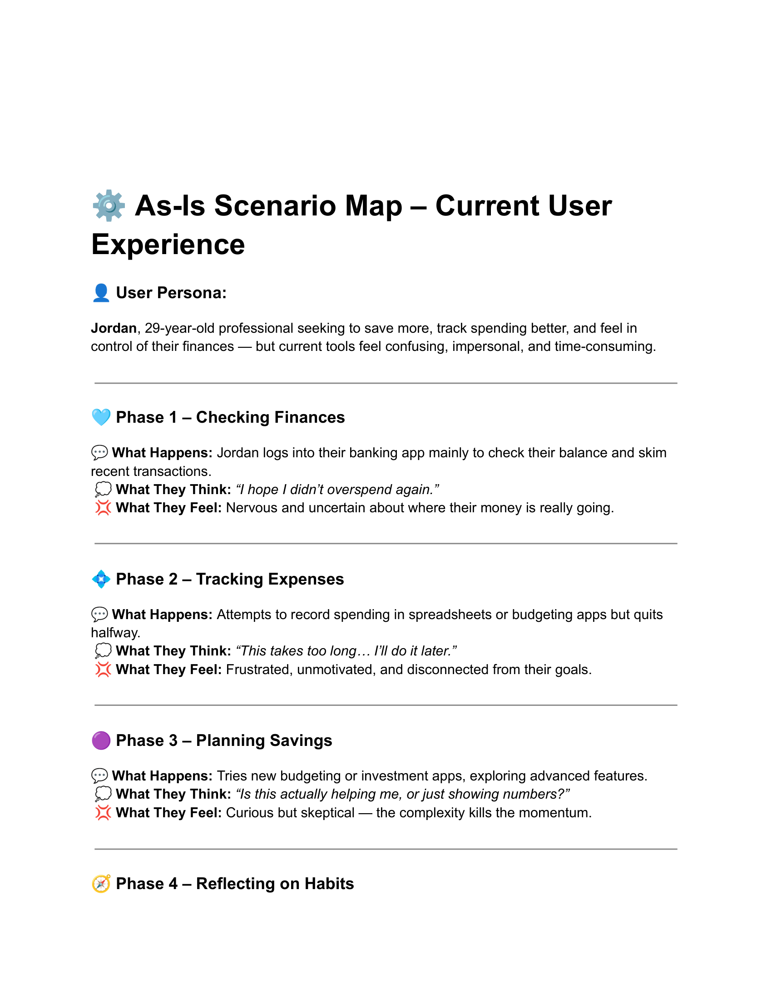 ⚙️ As-Is Scenario Map – Current User
Experience
👤 User Persona:
Jordan, 29-year-old professional seeking to save more, track spending better, and feel in
control of their finances — but current tools feel confusing, impersonal, and time-consuming.
🩵 Phase 1 – Checking Finances
💬 What Happens: Jordan logs into their banking app mainly to check their balance and skim
recent transactions.
💭 What They Think: “I hope I didn’t overspend again.”
💢 What They Feel: Nervous and uncertain about where their money is really going.
💠 Phase 2 – Tracking Expenses
💬 What Happens: Attempts to record spending in spreadsheets or budgeting apps but quits
halfway.
💭 What They Think: “This takes too long… I’ll do it later.”
💢 What They Feel: Frustrated, unmotivated, and disconnected from their goals.
🟣 Phase 3 – Planning Savings
💬 What Happens: Tries new budgeting or investment apps, exploring advanced features.
💭 What They Think: “Is this actually helping me, or just showing numbers?”
💢 What They Feel: Curious but skeptical — the complexity kills the momentum.
🧭 Phase 4 – Reflecting on Habits